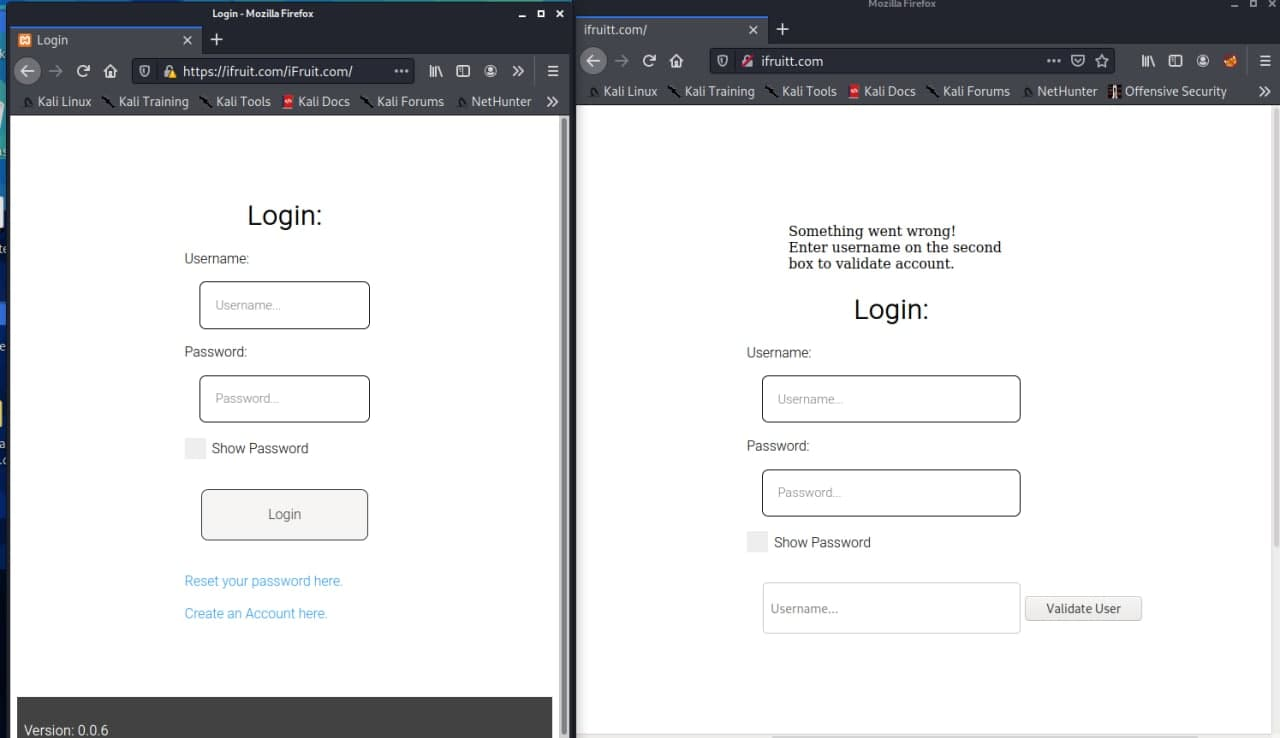 Login - Mozilla Firefox
Login
https://ifruit.com/iFruit.com/
Kali Linux Kali Training Kali Tools Kali Docs Kali Forums NetHunter
Login:
Username:
Username...
Password:
Password...
Show Password
Login
Reset your password here.
Create an Account here.
Version: 0.0.6
Mozilla Firefox
ifruitt.com/
ifruitt.com
Kali Linux Kali Training Kali Tools Kali Docs Kali Forums NetHunter Offensive Security
Something went wrong!
Enter username on the second
box to validate account.
Login:
Username:
Username...
Password:
Password...
Show Password
Username...
Validate User